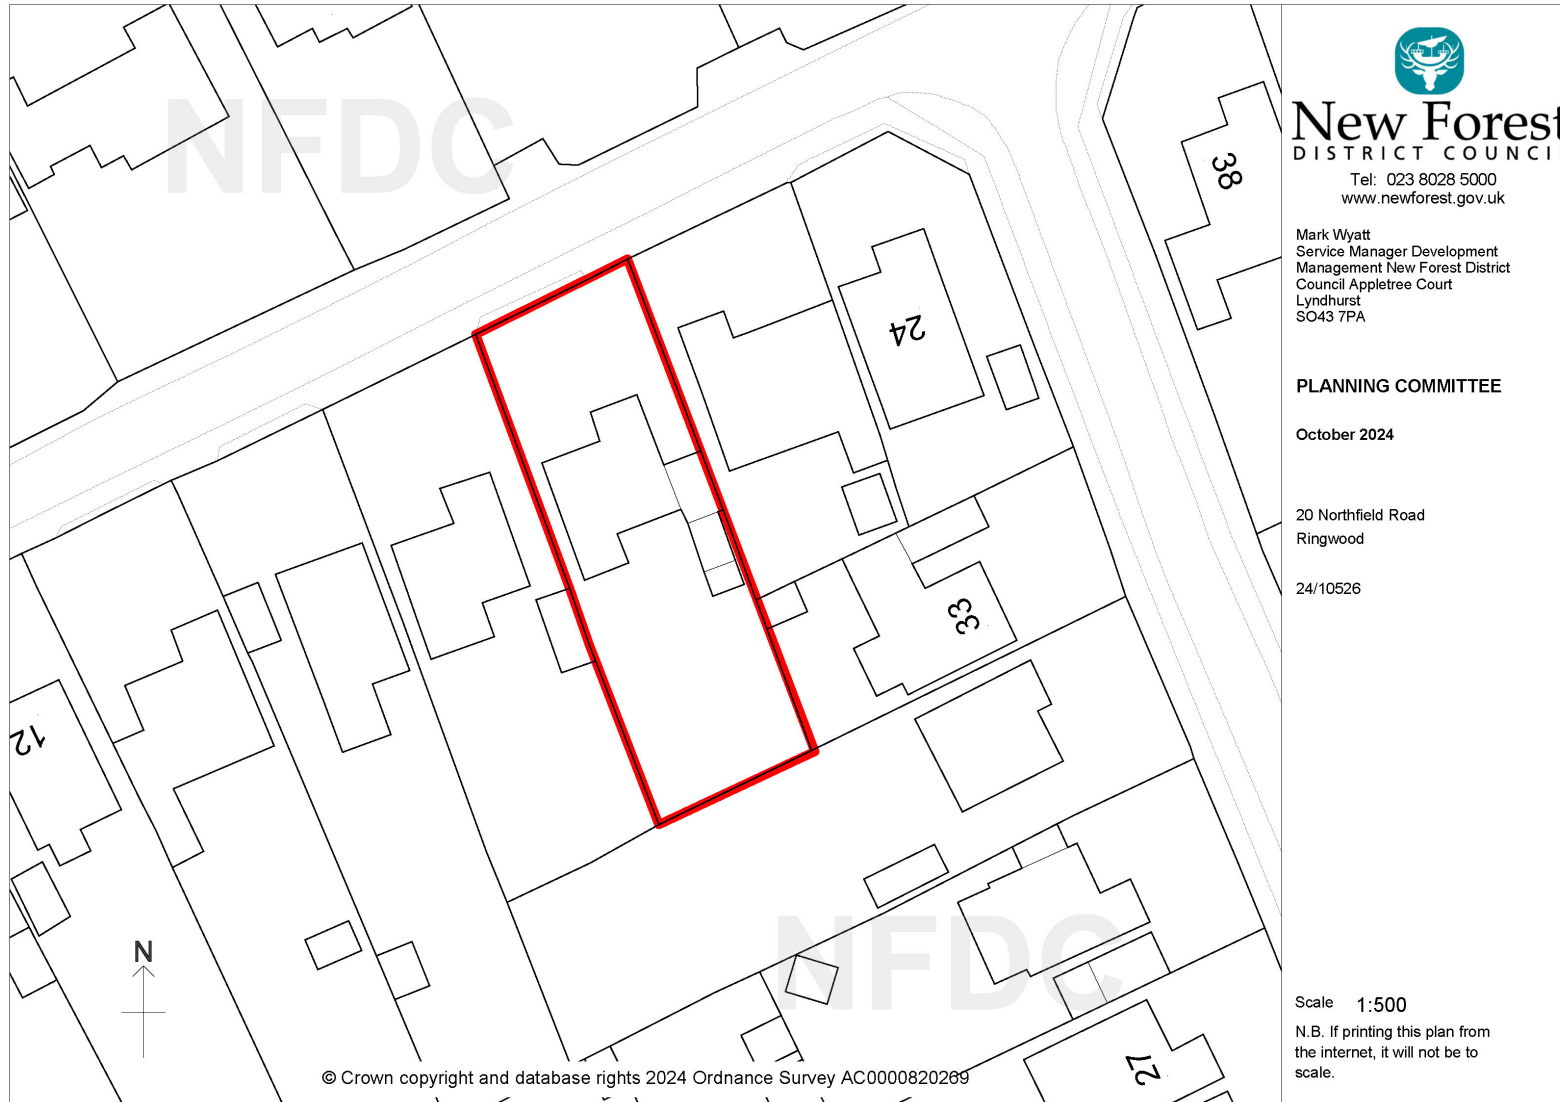 NFDC
38
24
33
12
N
NFDC
27
© Crown copyright and database rights 2024 Ordnance Survey AC0000820269
New Forest
DISTRICT COUNCI
Tel: 023 8028 5000
www.newforest.gov.uk
Mark Wyatt
Service Manager Development
Management New Forest District
Council Appletree Court
Lyndhurst
SO43 7PA
PLANNING COMMITTEE
October 2024
20 Northfield Road
Ringwood
24/10526
Scale 1:500
N.B. If printing this plan from
the internet, it will not be to
scale.